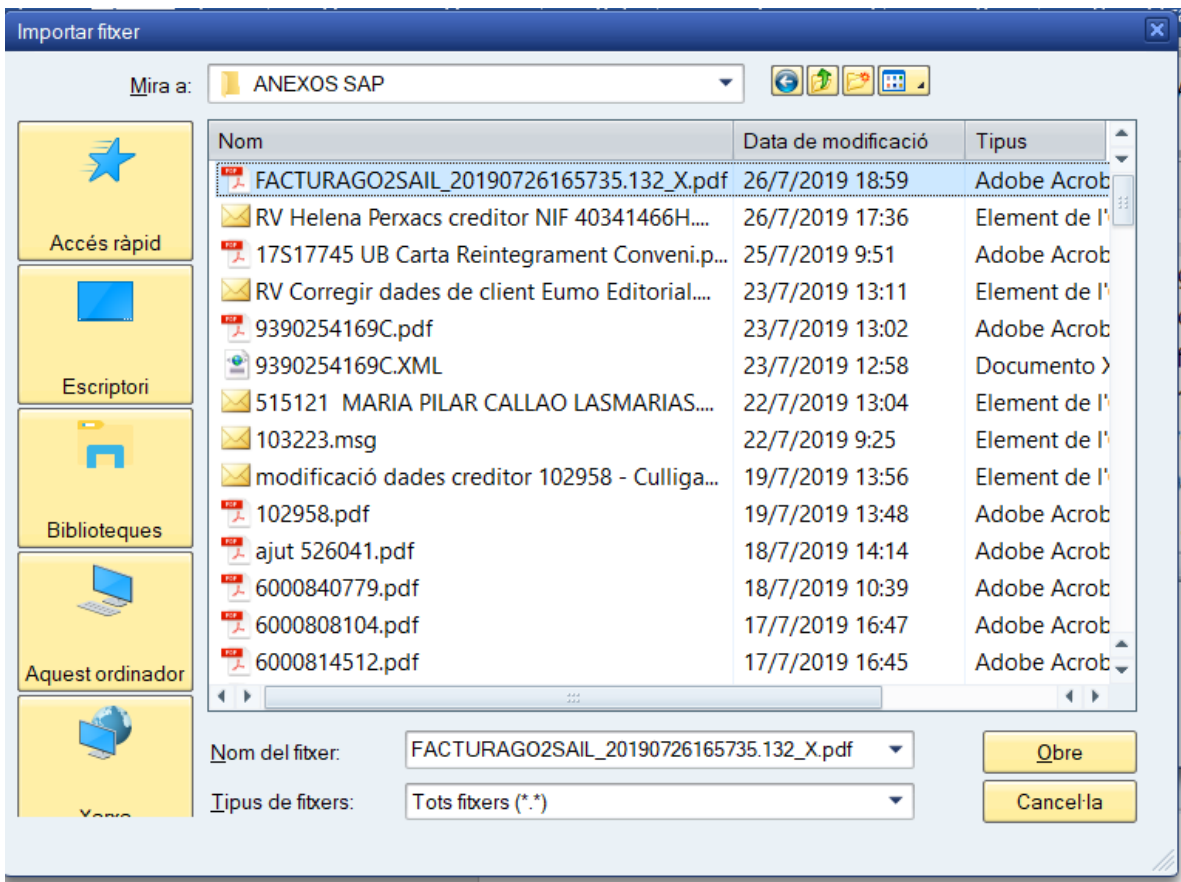 Importar fitxer
Mira a: ANEXOS SAP
Nom Data de modificació Tipus
FACTURAGO2SAIL_20190726165735.132_X.pdf 26/7/2019 18:59 Adobe Acrob
RV Helena Perxacs creditor NIF 40341466H.... 26/7/2019 17:36 Element de l'
17S17745 UB Carta Reintegrament Conveni.p... 25/7/2019 9:51 Adobe Acrob
RV Corregir dades de client Eumo Editorial.... 23/7/2019 13:11 Element de l'
9390254169C.pdf 23/7/2019 13:02 Adobe Acrob
9390254169C.XML 23/7/2019 12:58 Documento X
515121 MARIA PILAR CALLAO LASMARIAS.... 22/7/2019 13:04 Element de l'
103223.msg 22/7/2019 9:25 Element de l'
modificació dades creditor 102958 - Culliga... 19/7/2019 13:56 Element de l'
102958.pdf 19/7/2019 13:48 Adobe Acrob
ajut 526041.pdf 18/7/2019 14:14 Adobe Acrob
6000840779.pdf 18/7/2019 10:39 Adobe Acrob
6000808104.pdf 17/7/2019 16:47 Adobe Acrob
6000814512.pdf 17/7/2019 16:45 Adobe Acrob
Accés ràpid
Escriptori
Biblioteques
Aquest ordinador
Nom del fitxer: FACTURAGO2SAIL_20190726165735.132_X.pdf Obre
Tipus de fitxers: Tots fitxers (*.*) Cancel·la